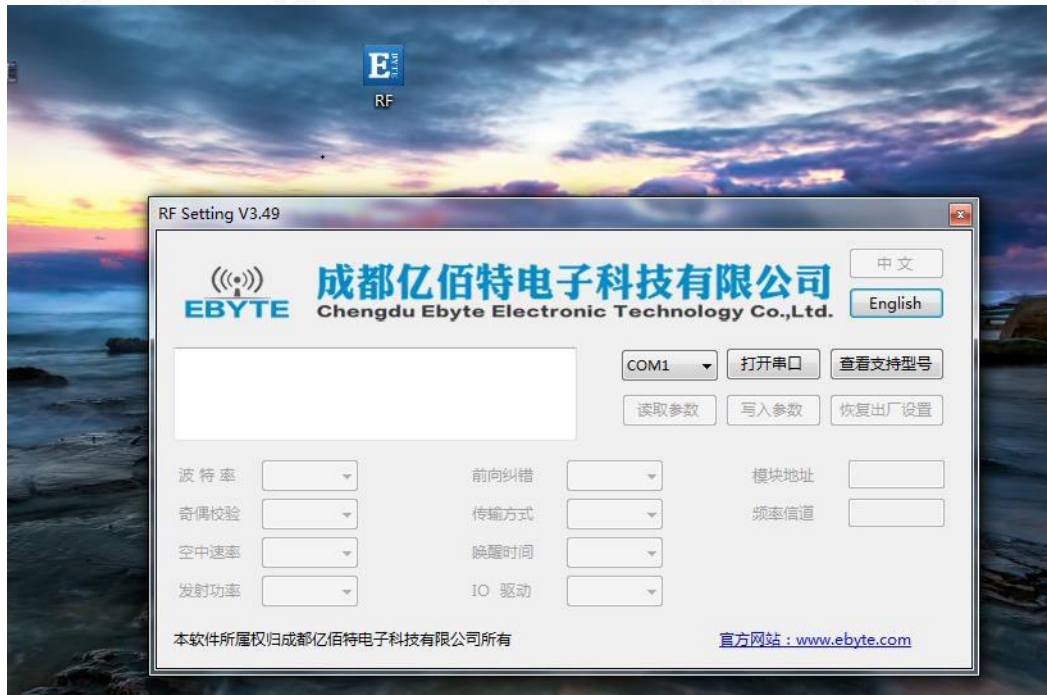 E
RF
RF Setting V3.49
EBYTE
成都亿佰特电子科技有限公司
Chengdu Ebyte Electronic Technology Co.,Ltd.
中文
English
COM1
打开串口
查看支持型号
读取参数
写入参数
恢复出厂设置
波特率
前向纠错
模块地址
奇偶校验
传输方式
频率信道
空中速率
唤醒时间
发射功率
IO 驱动
本软件所属权归成都亿佰特电子科技有限公司所有
官方网站：www.ebyte.com